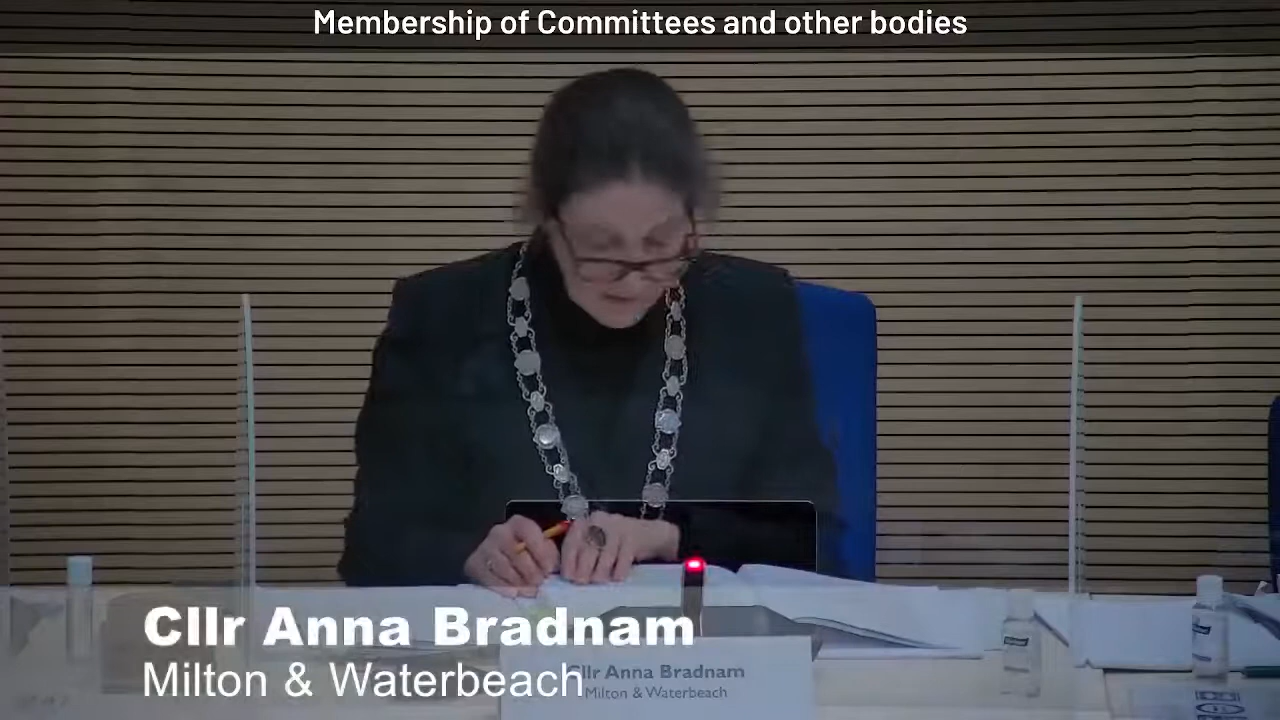 Membership of Committees and other bodies
Cllr Anna Bradnam
Milton & Waterbeach
Cllr Anna Bradnam
Milton & Waterbeach